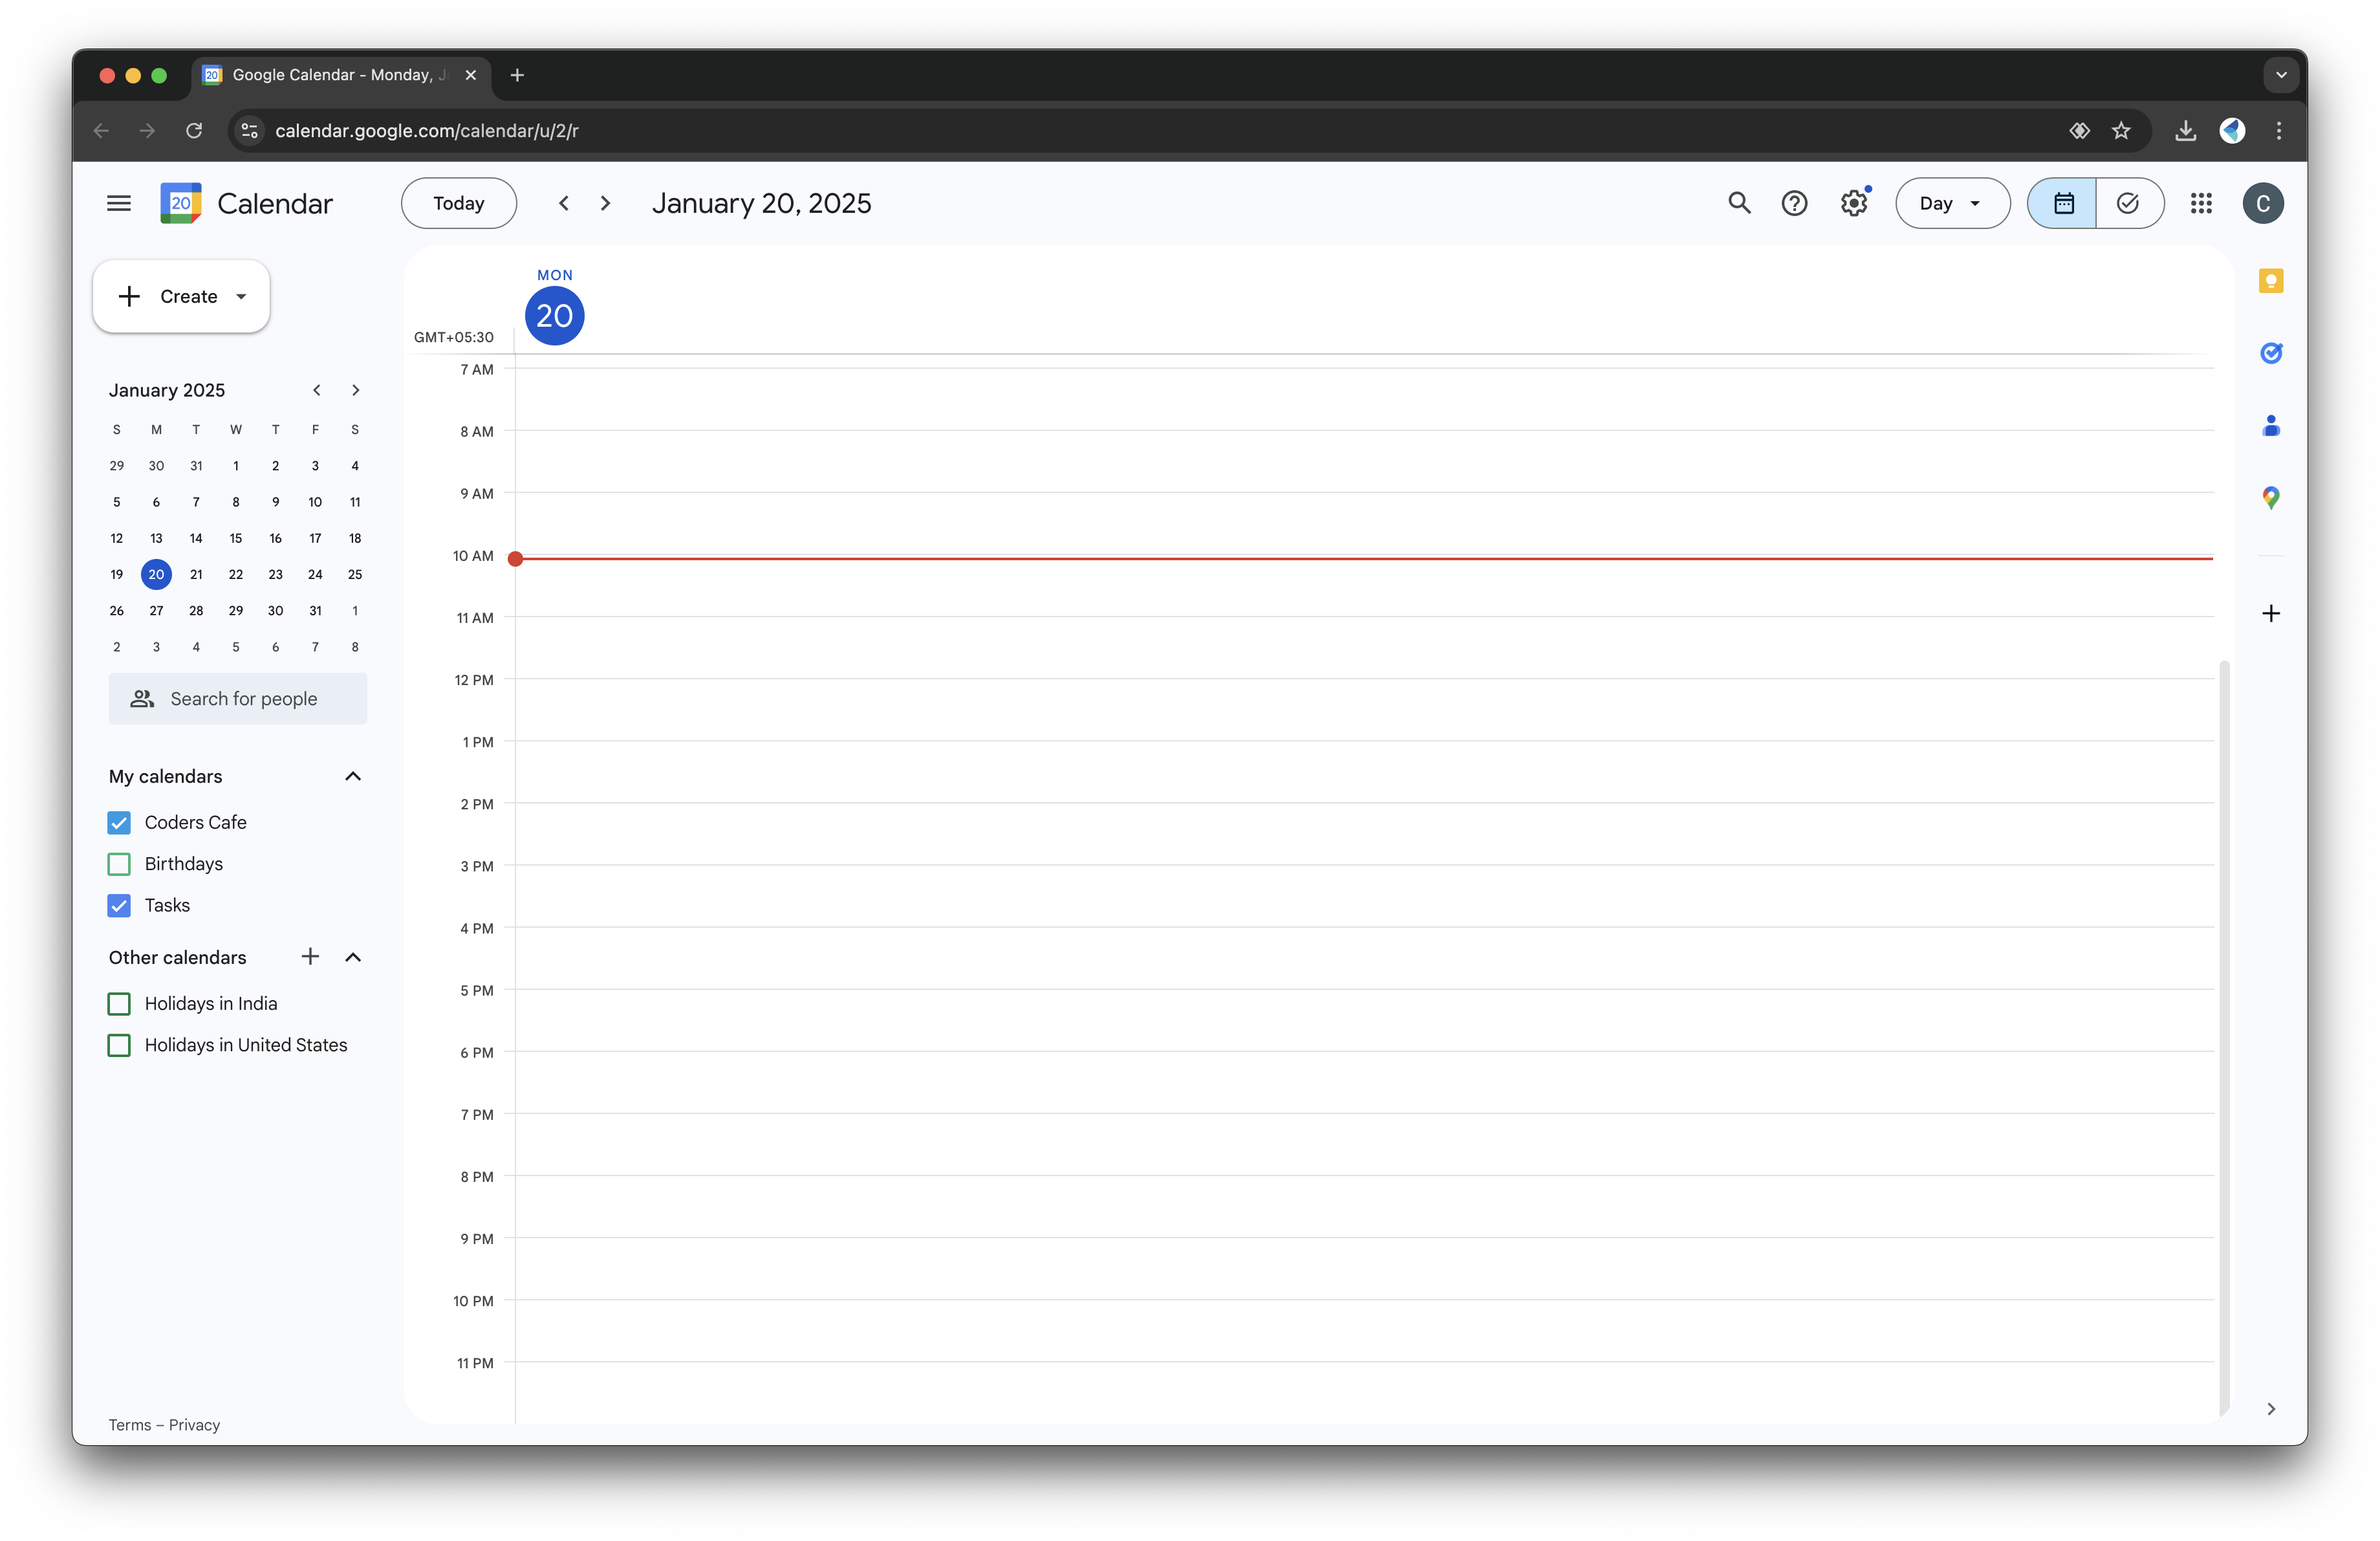 20 Google Calendar - Monday, J
calendar.google.com/calendar/u/2/r
20 Calendar
Today
January 20, 2025
Day
C
Create
January 2025
S M T W T F S
29 30 31 1 2 3 4
5 6 7 8 9 10 11
12 13 14 15 16 17 18
19 20 21 22 23 24 25
26 27 28 29 30 31 1
2 3 4 5 6 7 8
Search for people
My calendars
Coders Cafe
Birthdays
Tasks
Other calendars
Holidays in India
Holidays in United States
Terms – Privacy
MON
20
GMT+05:30
7 AM
8 AM
9 AM
10 AM
11 AM
12 PM
1 PM
2 PM
3 PM
4 PM
5 PM
6 PM
7 PM
8 PM
9 PM
10 PM
11 PM